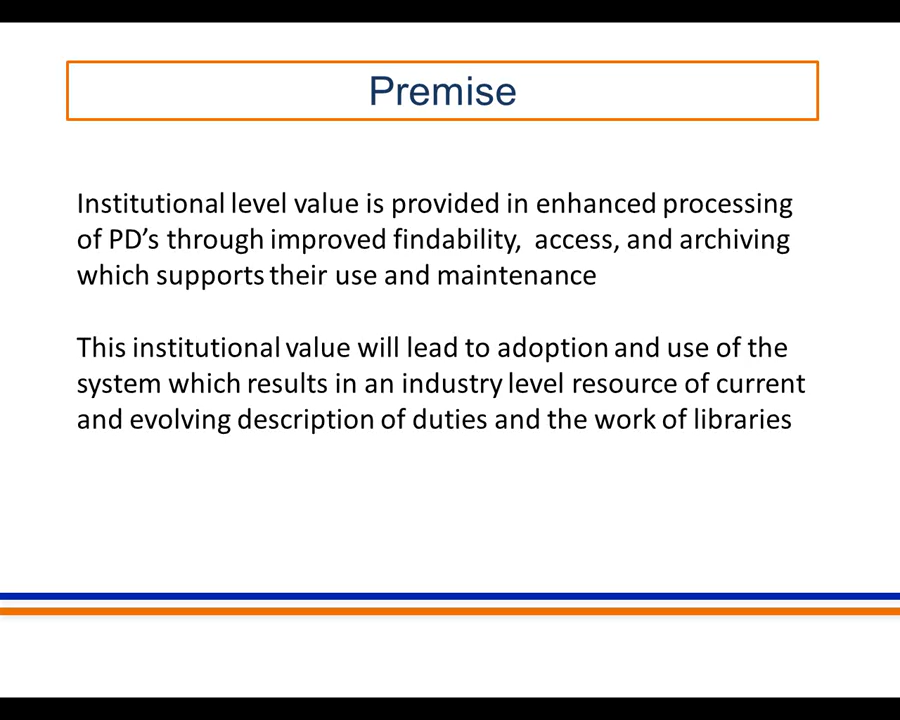 Premise
Institutional level value is provided in enhanced processing
of PD’s through improved findability,  access, and archiving
which supports their use and maintenance
This institutional value will lead to adoption and use of the
system which results in an industry level resource of current
and evolving description of duties and the work of libraries